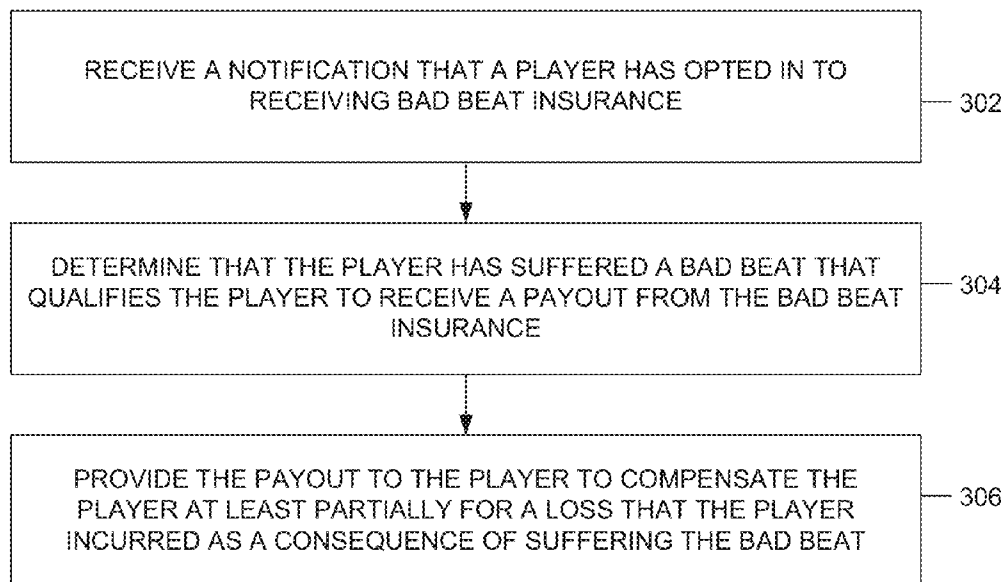 RECEIVE A NOTIFICATION THAT A PLAYER HAS OPTED IN TO
RECEIVING BAD BEAT INSURANCE
302
DETERMINE THAT THE PLAYER HAS SUFFERED A BAD BEAT THAT
QUALIFIES THE PLAYER TO RECEIVE A PAYOUT FROM THE BAD BEAT
INSURANCE
304
PROVIDE THE PAYOUT TO THE PLAYER TO COMPENSATE THE
PLAYER AT LEAST PARTIALLY FOR A LOSS THAT THE PLAYER
INCURRED AS A CONSEQUENCE OF SUFFERING THE BAD BEAT
306